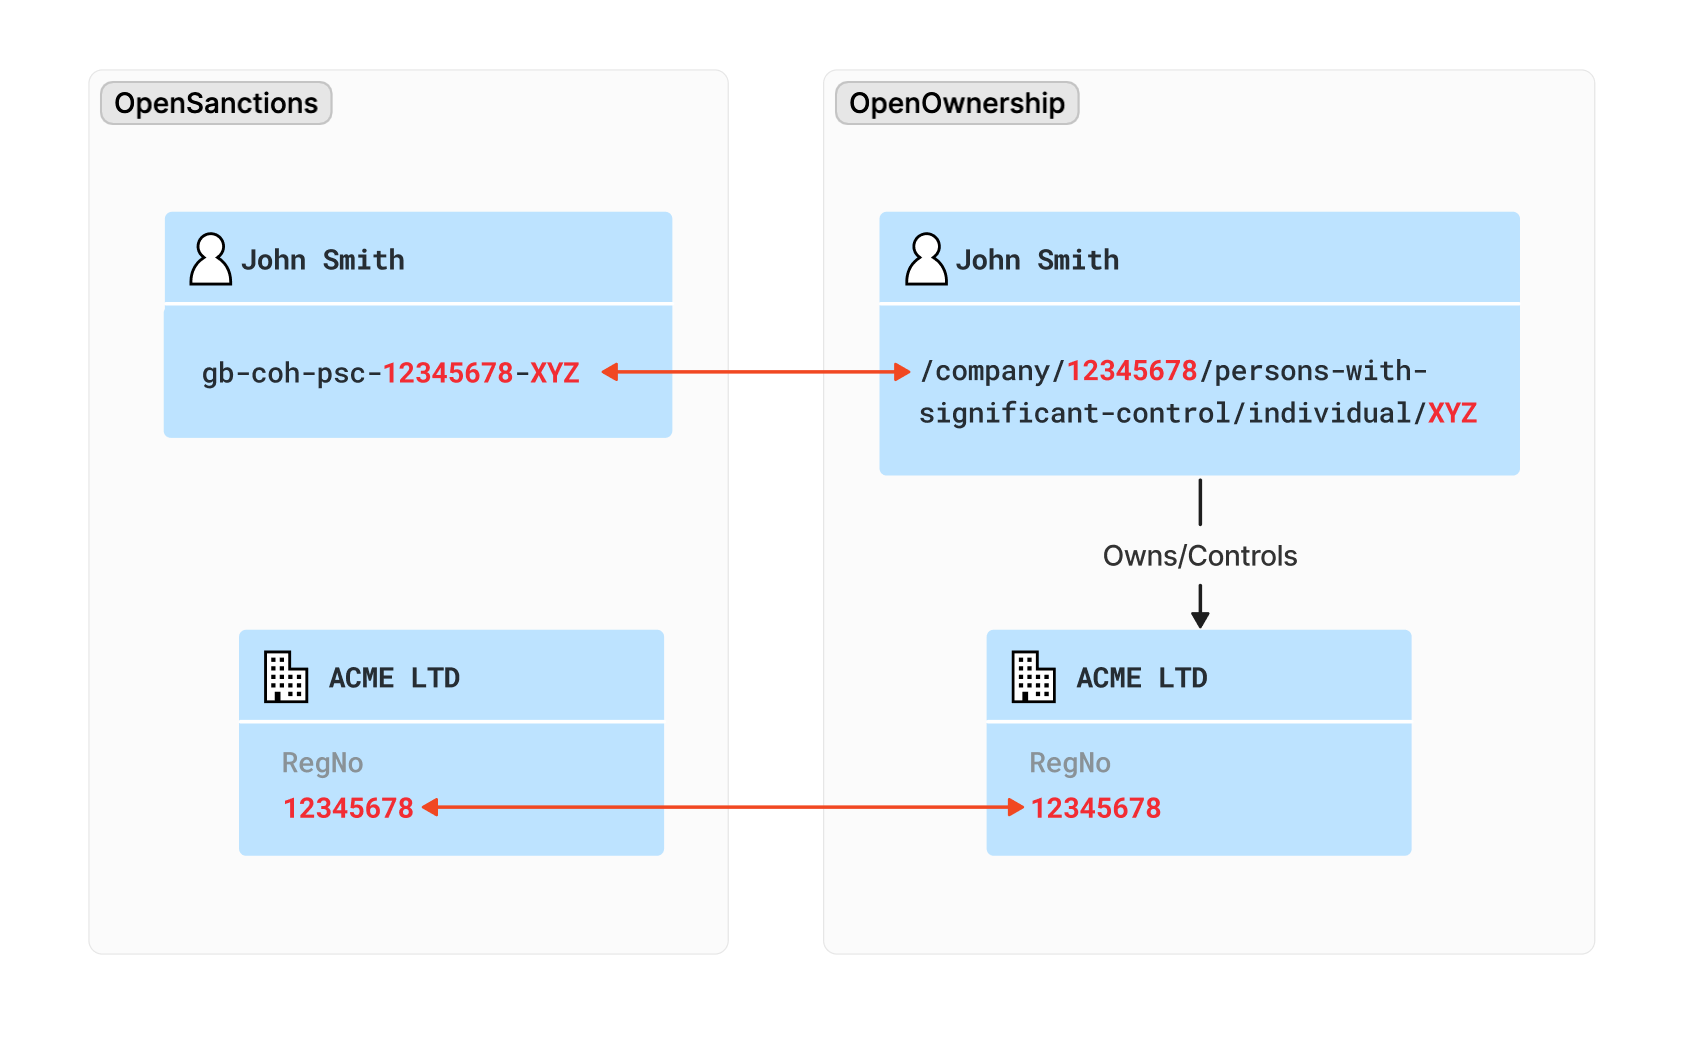 OpenSanctions
John Smith
gb-coh-psc-12345678-XYZ
ACME LTD
RegNo
12345678
OpenOwnership
John Smith
/company/12345678/persons-with-
significant-control/individual/XYZ
Owns/Controls
ACME LTD
RegNo
12345678